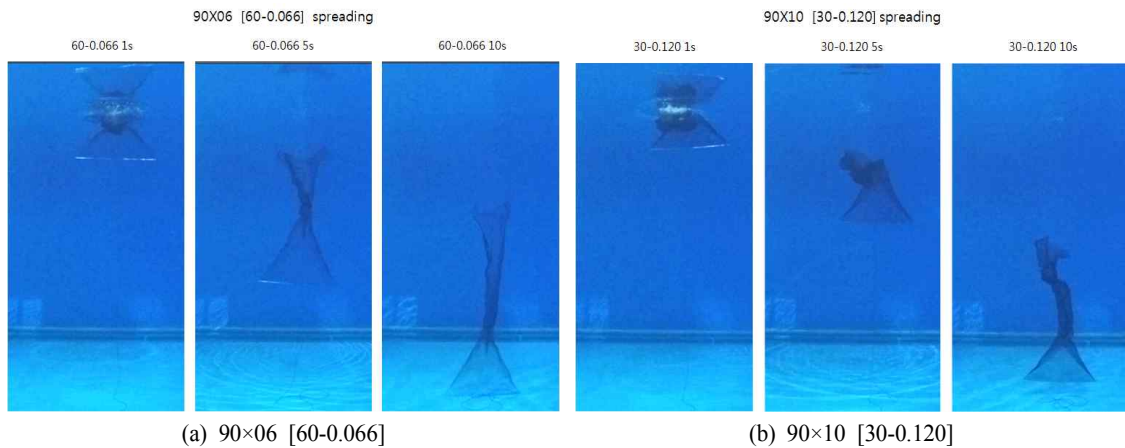 90X06 [60-0.066] spreading
60-0.066 1s
60-0.066 5s
60-0.066 10s
(a) 90×06 [60-0.066]
90X10 [30-0.120] spreading
30-0.120 1s
30-0.120 5s
30-0.120 10s
(b) 90×10 [30-0.120]